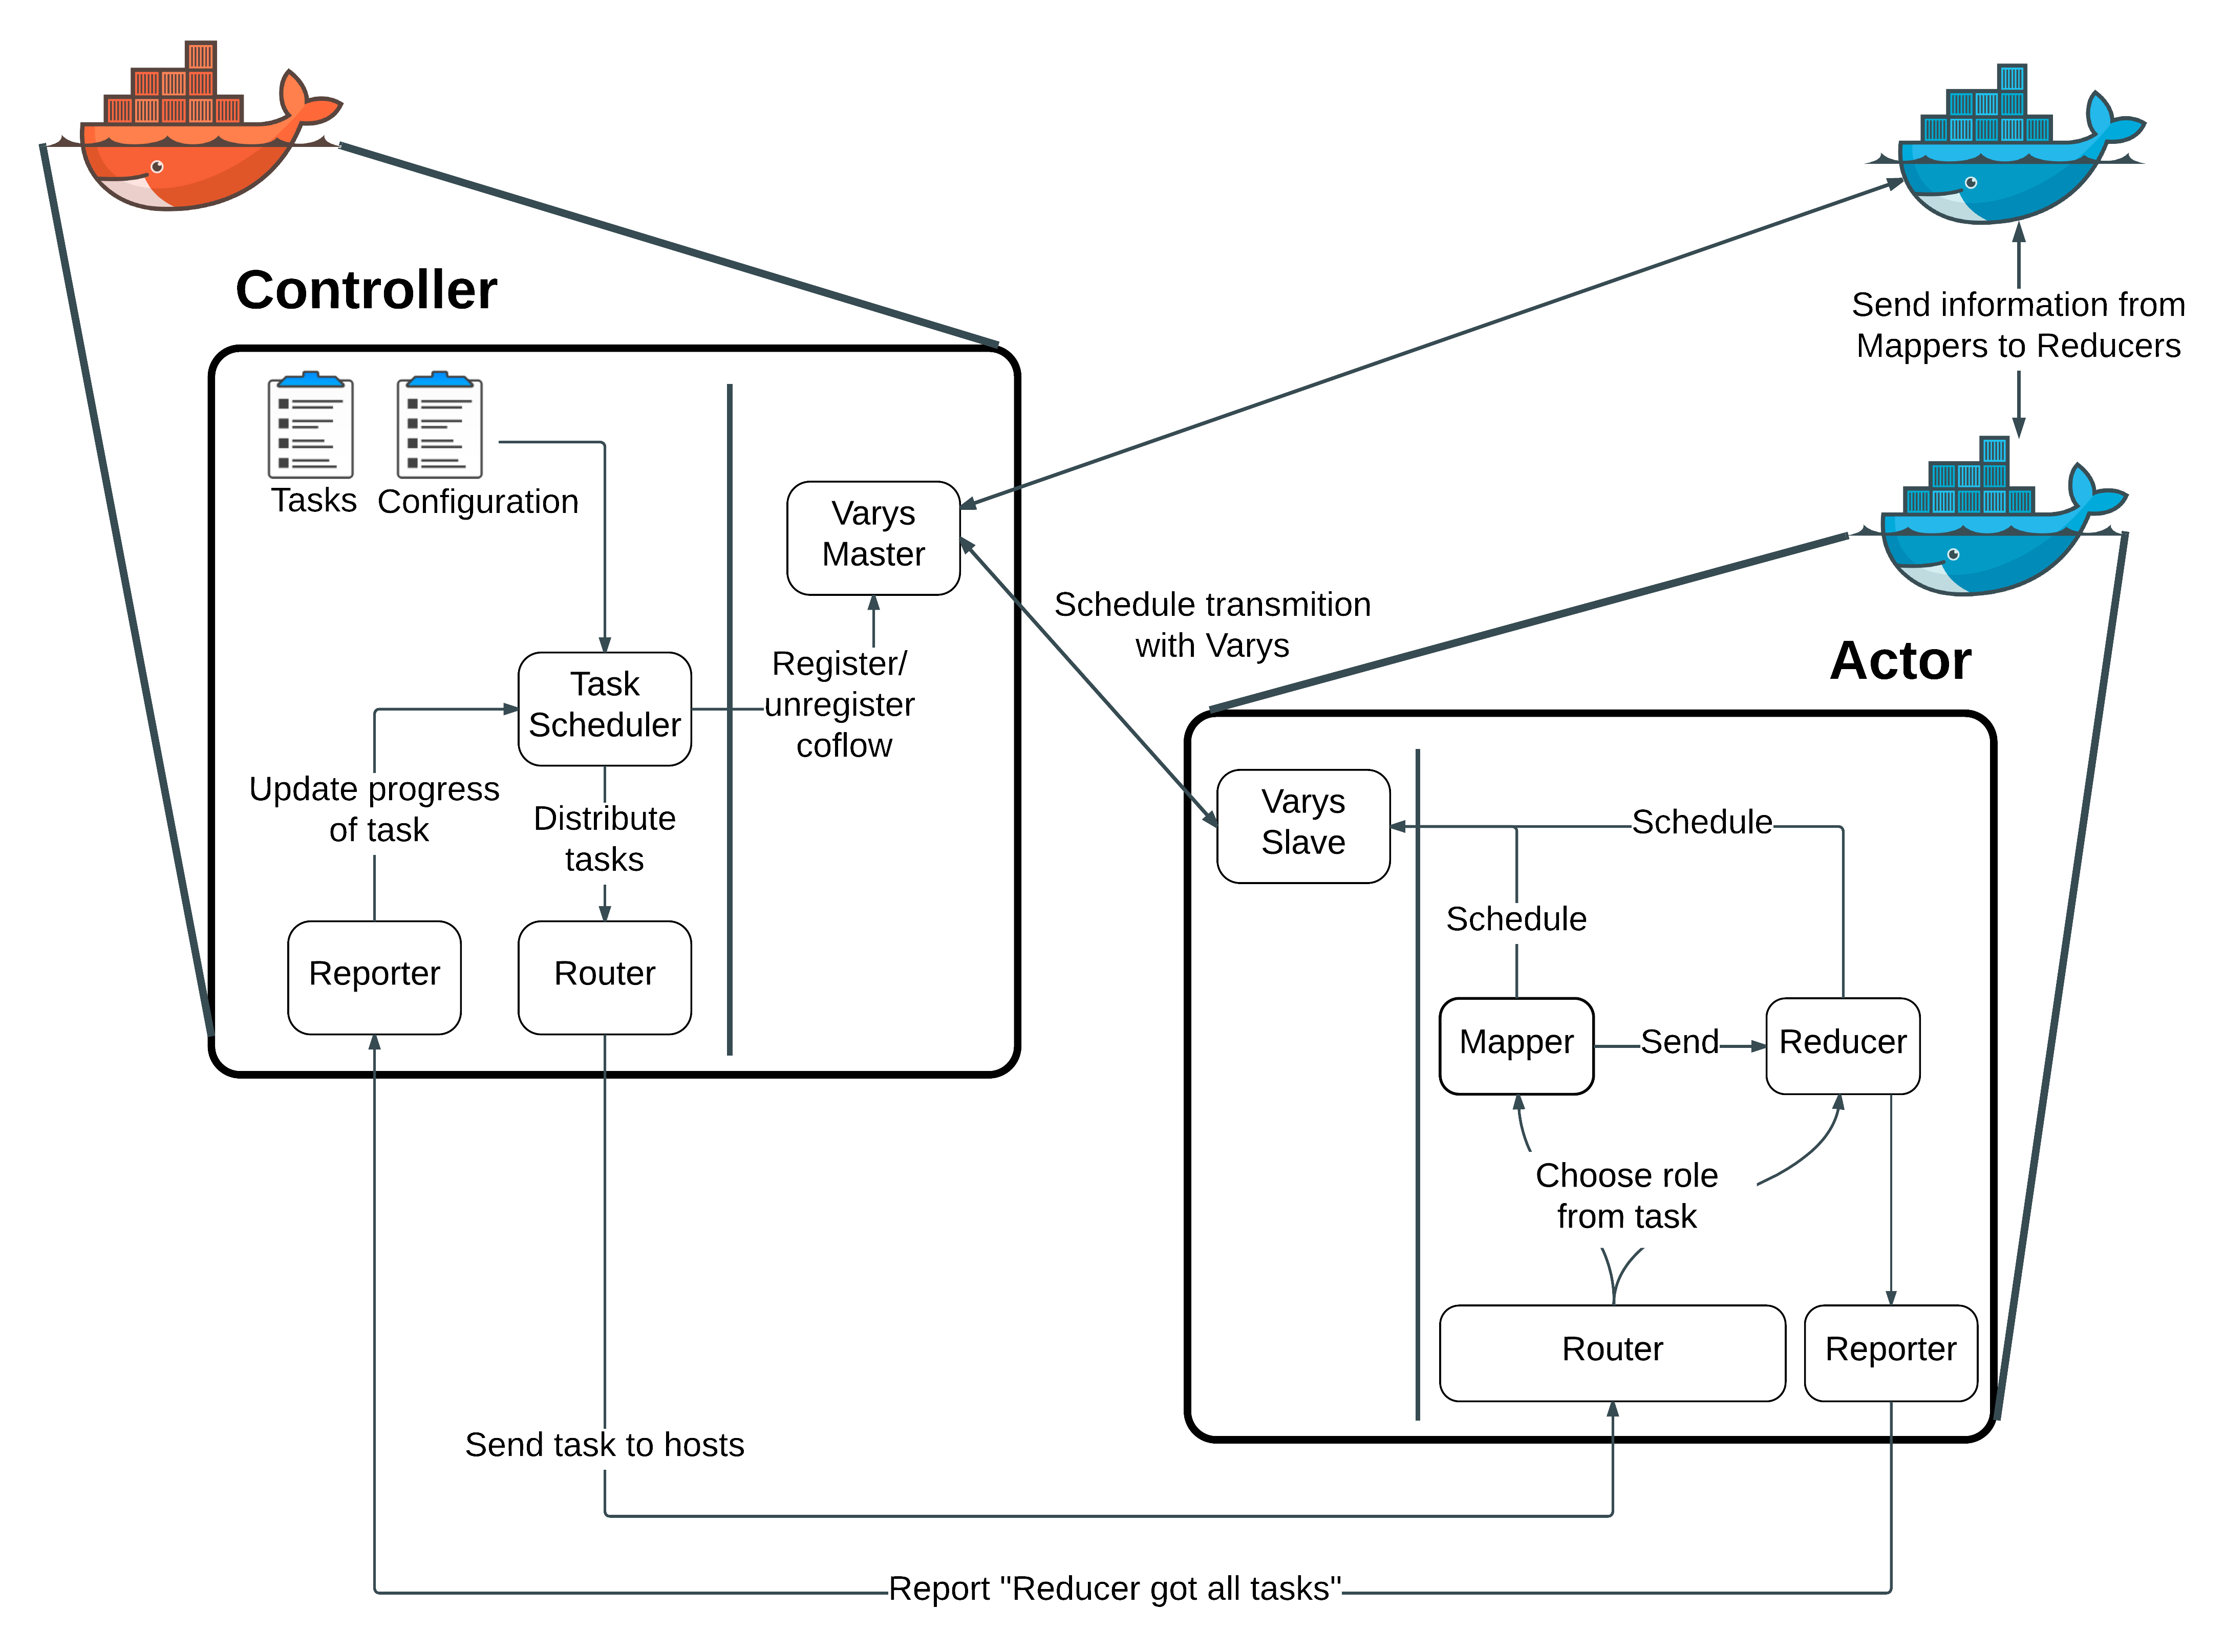 Controller
Send information from
Mappers to Reducers
Tasks
Configuration
Varys
Master
Schedule transmition
with Varys
Register/
unregister
coflow
Task
Scheduler
Update progress
of task
Distribute
tasks
Reporter
Router
Actor
Varys
Slave
Schedule
Schedule
Mapper
Send
Reducer
Choose role
from task
Router
Reporter
Send task to hosts
Report "Reducer got all tasks"